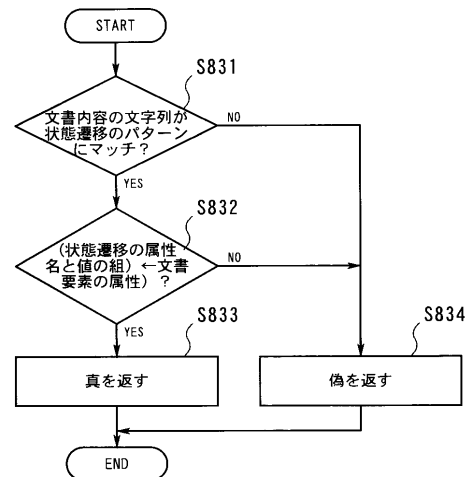 START
S831
文書内容の文字列が
状態遷移のパターン
にマッチ？
NO
YES
S832
(状態遷移の属性
名と値の組)←文書
要素の属性)？
NO
YES
S833
真を返す
S834
偽を返す
END